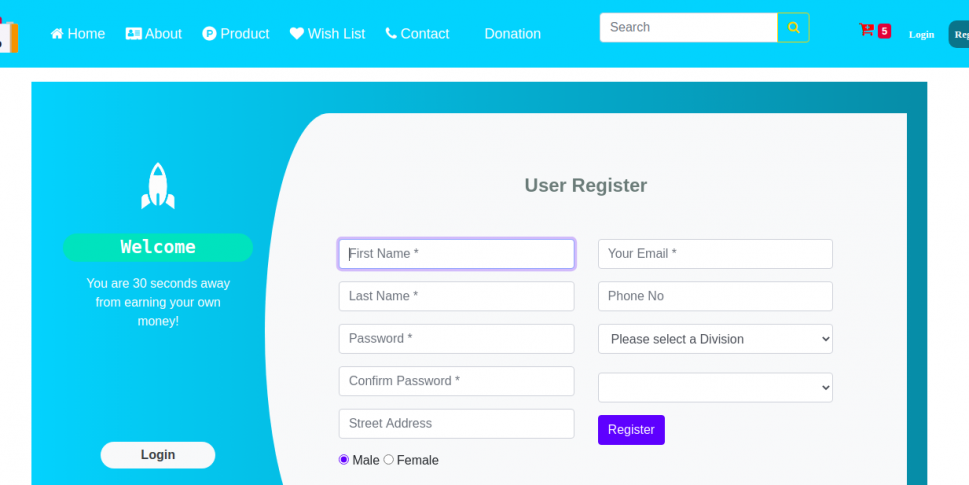 Home About Product Wish List Contact Donation Search 5 Login
User Register
Welcome
You are 30 seconds away
from earning your own
money!
Login
First Name * Your Email *
Last Name * Phone No
Password * Please select a Division
Confirm Password *
Street Address Register
Male Female